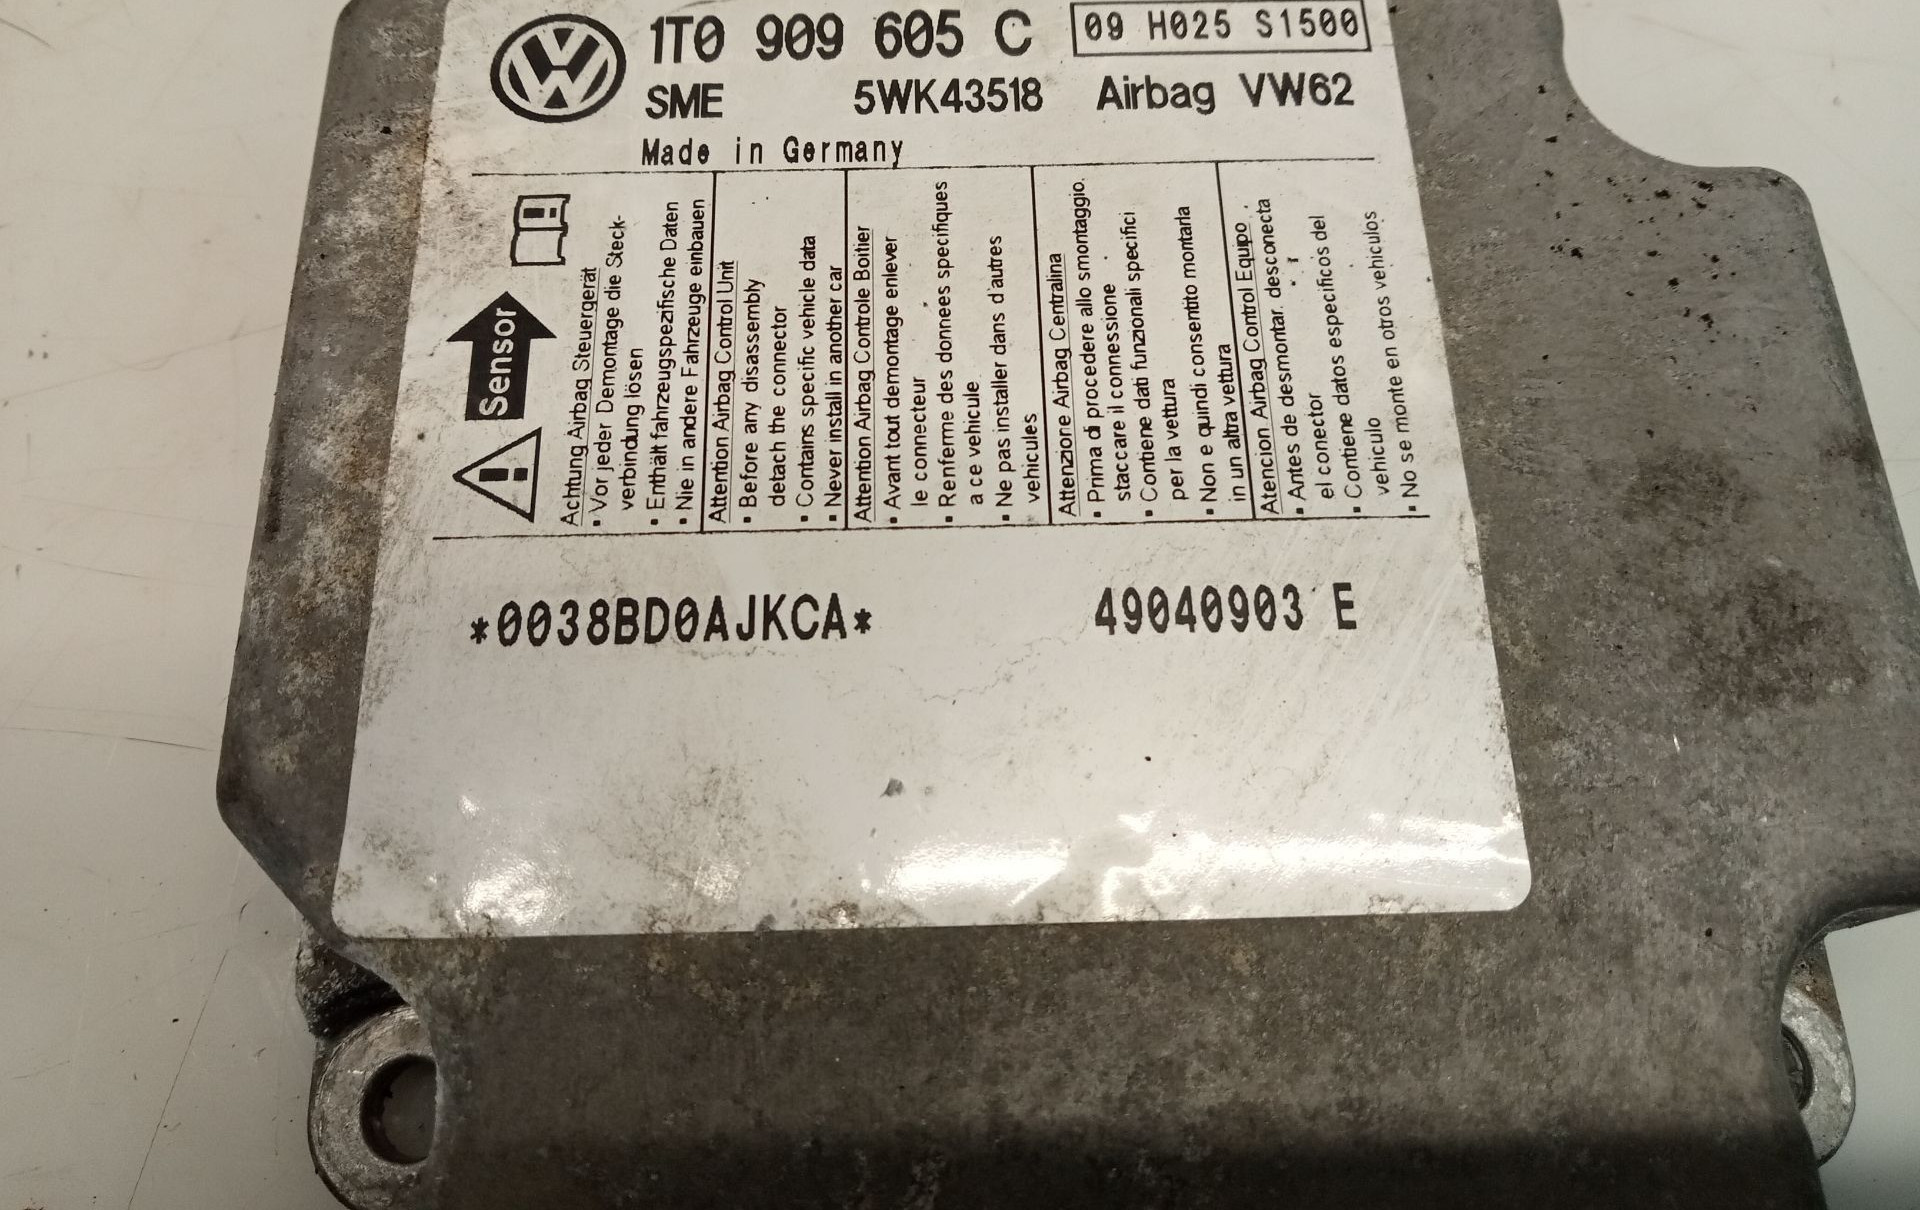 1T0 909 605 C
09 H025 S1500
SME 5WK43518 Airbag VW62
Made in Germany
Sensor
Achtung Airbag Steuergerät
▪ Vor jeder Demontage die Steck-
verbindung lösen
▪ Enthält fahrzeugspezifische Daten
▪ Nie in andere Fahrzeuge einbauen
Attention Airbag Control Unit
▪ Before any disassembly
detach the connector
▪ Contains specific vehicle data
▪ Never install in another car
Attention Airbag Controle Boitier
▪ Avant tout demontage enlever
le connecteur
▪ Renferme des donnees specifiques
a ce vehicule
▪ Ne pas installer dans d'autres
vehicules
Attenzione Airbag Centralina
▪ Prima di procedere allo smontaggio.
staccare il connessione
▪ Contiene dati funzionali specifici
per la vettura
▪ Non e quindi consentito montarla
in un altra vettura
Atencion Airbag Control Equipo
▪ Antes de desmontar. desconecta
el conector
▪ Contiene datos especificos del
vehiculo
▪ No se monte en otros vehiculos
*0038BD0AJKCA* 49040903 E